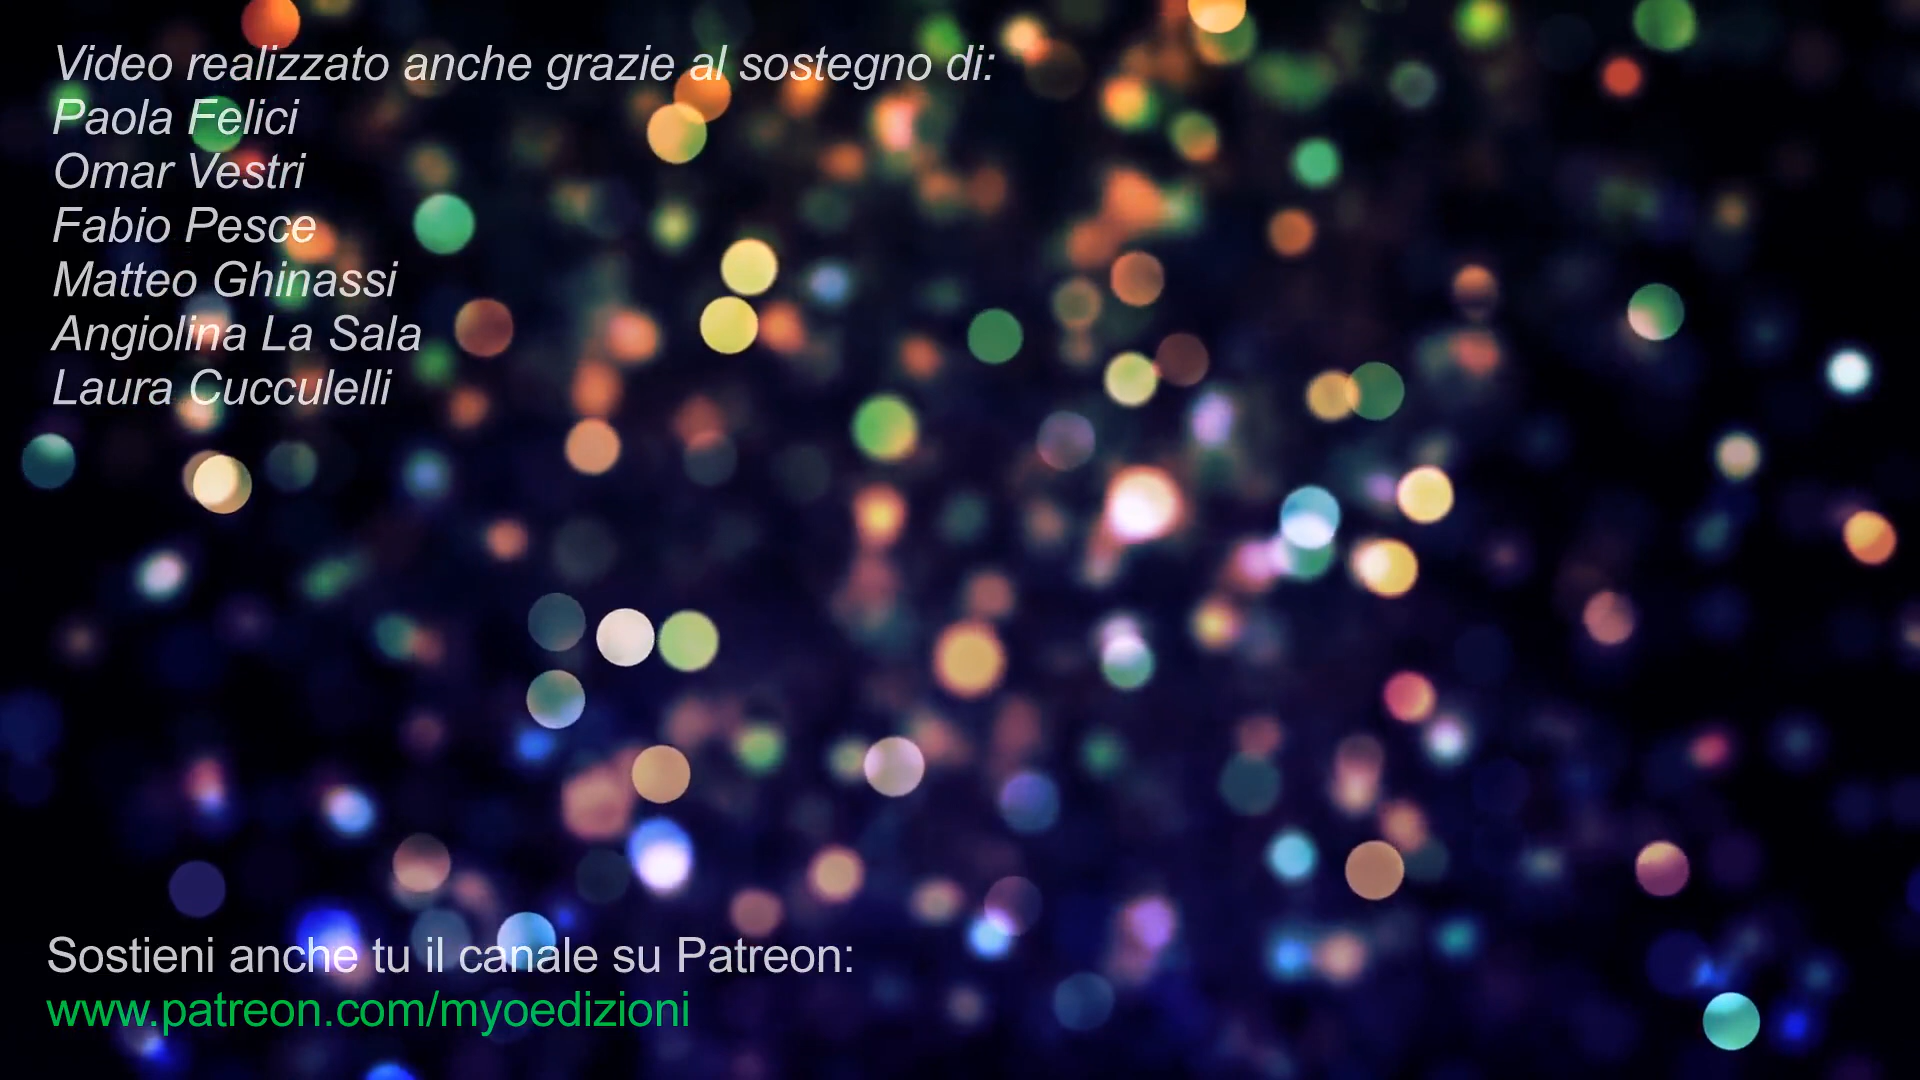 Video realizzato anche grazie al sostegno di:
Paola Felici
Omar Vestri
Fabio Pesce
Matteo Ghinassi
Angiolina La Sala
Laura Cucculelli
Sostieni anche tu il canale su Patreon:
www.patreon.com/myoedizioni